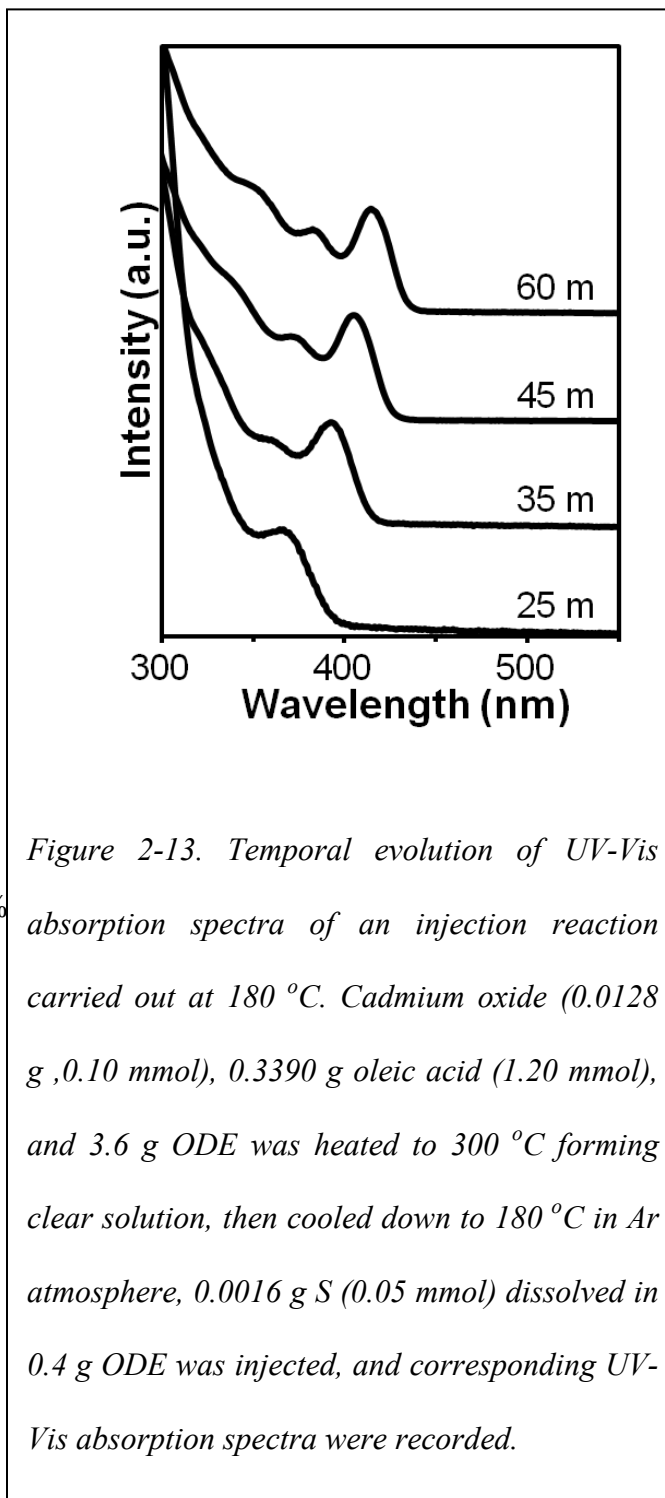 Intensity (a.u.)
60 m
45 m
35 m
25 m
300 400 500
Wavelength (nm)
Figure 2-13. Temporal evolution of UV-Vis
%
absorption spectra of an injection reaction
carried out at 180 °C. Cadmium oxide (0.0128
g ,0.10 mmol), 0.3390 g oleic acid (1.20 mmol),
and 3.6 g ODE was heated to 300 °C forming
clear solution, then cooled down to 180 °C in Ar
atmosphere, 0.0016 g S (0.05 mmol) dissolved in
0.4 g ODE was injected, and corresponding UV-
Vis absorption spectra were recorded.